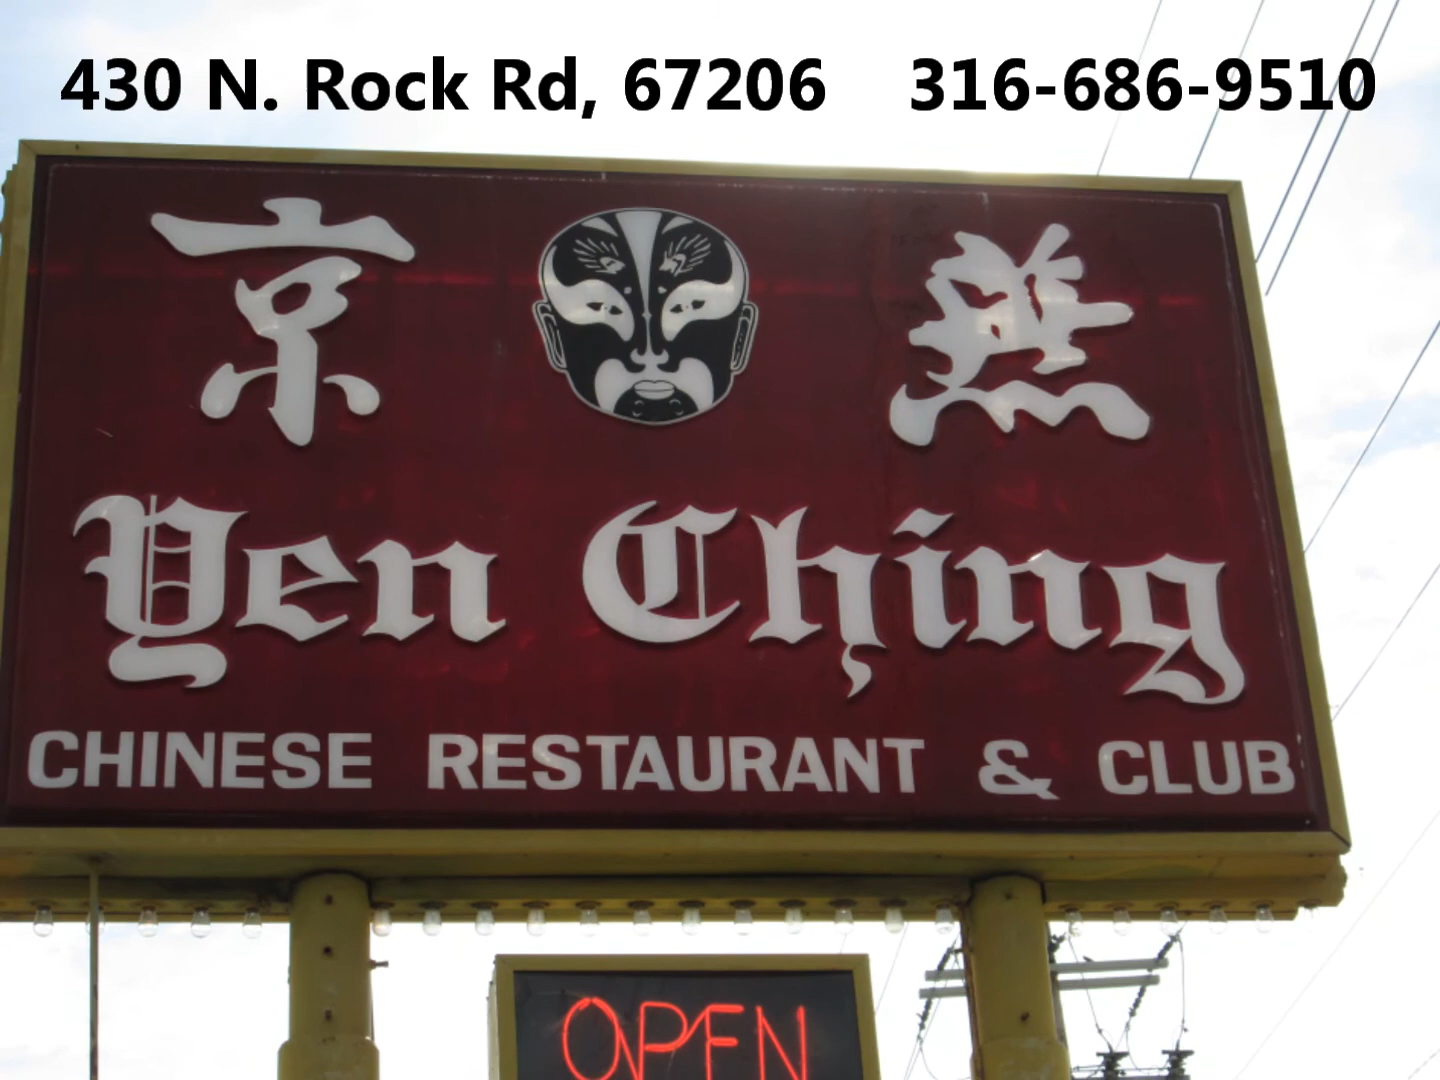 430 N. Rock Rd, 67206 316-686-9510
京 燕
Yen Ching
CHINESE RESTAURANT & CLUB
OPEN